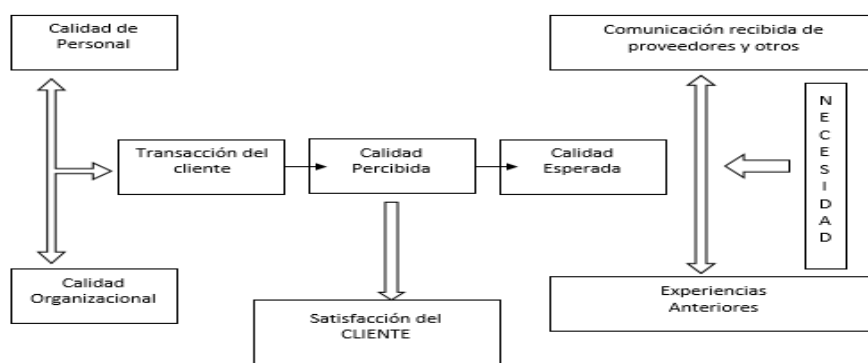 Calidad de
Personal
Comunicación recibida de
proveedores y otros
NECESIDAD
Transacción del
cliente
Calidad
Percibida
Calidad
Esperada
Calidad
Organizacional
Experiencias
Anteriores
Satisfacción del
CLIENTE